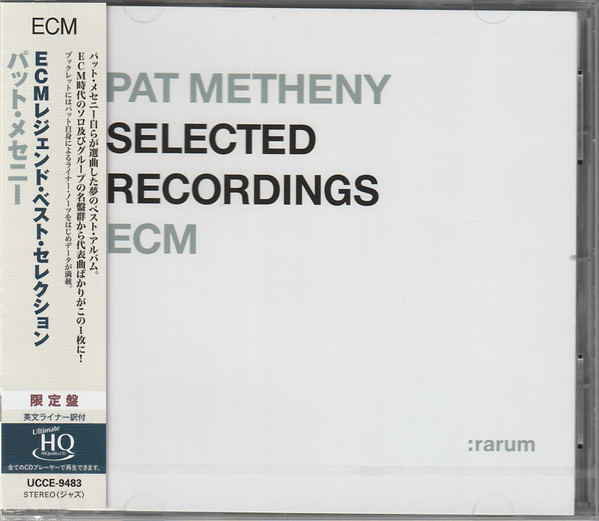 ECM
ECMレジェンド・ベスト・セレクション
パット・メセニー
パット・メセニー自らが選曲した夢のベスト・アルバム。
ECM時代のソロ及びグループの名盤群から代表曲ばかりがこの1枚に!
ブックレットにはパット自身によるライナー・ノーツをはじめデータが満載。
限定盤
英文ライナー訳付
Ultimate
HQ
HiQualityCD
全てのCDプレーヤーで再生できます。
UCCE-9483
STEREO〈ジャズ〉
PAT METHENY
SELECTED
RECORDINGS
ECM
:rarum